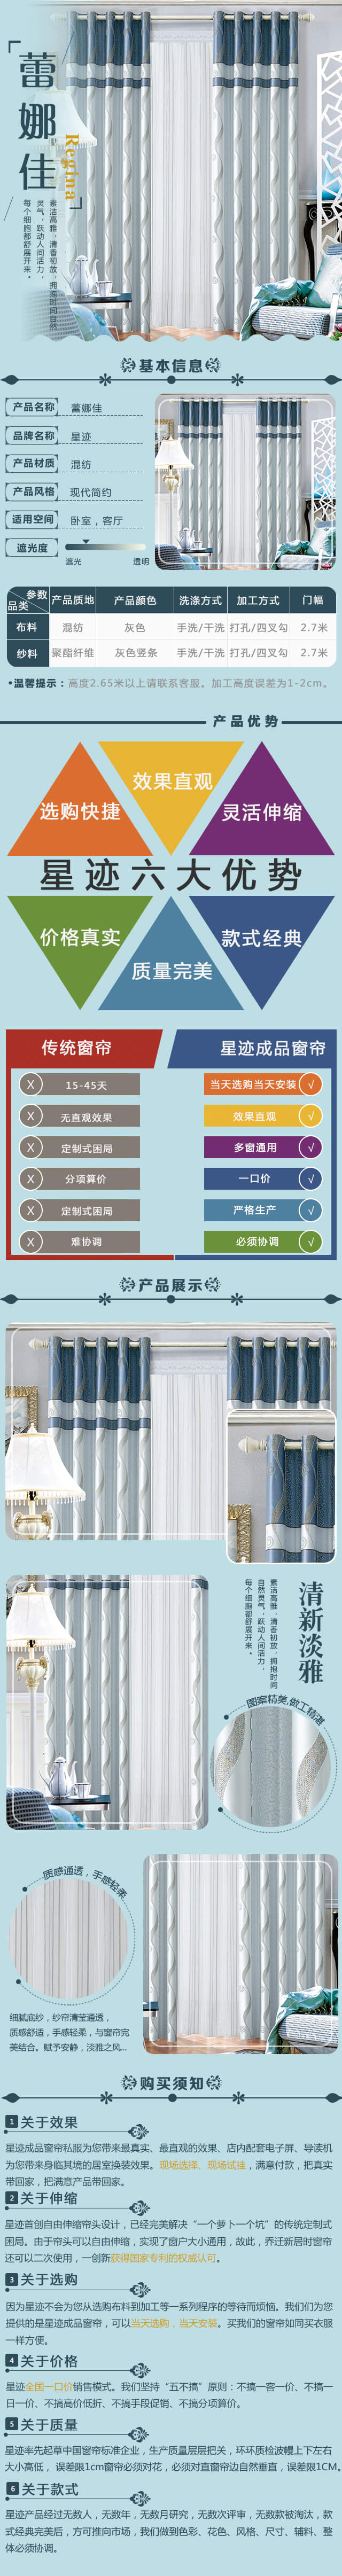 蕾娜佳
Regina
素洁高雅，清香初放，拥抱时间自然
灵气，跃动人间活力，
每个细胞都舒展开来。
基本信息
产品名称 蕾娜佳
品牌名称 星迹
产品材质 混纺
产品风格 现代简约
适用空间 卧室，客厅
遮光度
遮光 透明
参数 品类 产品质地 产品颜色 洗涤方式 加工方式 门幅
布料 混纺 灰色 手洗/干洗 打孔/四叉勾 2.7米
纱料 聚酯纤维 灰色竖条 手洗/干洗 打孔/四叉勾 2.7米
•温馨提示：高度2.65米以上请联系客服。加工高度误差为1-2cm。
产品优势
选购快捷 效果直观 灵活伸缩
星迹六大优势
价格真实 质量完美 款式经典
传统窗帘 星迹成品窗帘
X 15-45天 当天选购当天安装 √
X 无直观效果 效果直观 √
X 定制式困局 多窗通用 √
X 分项算价 一口价 √
X 定制式困局 严格生产 √
X 难协调 必须协调 √
产品展示
清新淡雅
素洁高雅，清香初放，拥抱时间
自然灵气，跃动人间活力，
每个细胞都舒展开来。
图案精美,做工精湛
质感通透，手感轻柔
细腻底纱，纱帘清莹通透，
质感舒适，手感轻柔，与窗帘完
美结合。赋予安静，淡雅之风...
购买须知
1 关于效果
星迹成品窗帘私服为您带来最真实、最直观的效果、店内配套电子屏、导读机
为您带来身临其境的居室换装效果。现场选择、现场试挂，满意付款，把真实
带回家，把满意产品带回家。
2 关于伸缩
星迹首创自由伸缩帘头设计，已经完美解决“一个萝卜一个坑”的传统定制式
困局。由于帘头可以自由伸缩，实现了窗户大小通用，故此，乔迁新居时窗帘
还可以二次使用，一创新获得国家专利的权威认可。
3 关于选购
因为星迹不会为您从选购布料到加工等一系列程序的等待而烦恼。我们们为您
提供的是星迹成品窗帘，可以当天选购，当天安装。买我们的窗帘如同买衣服
一样方便。
4 关于价格
星迹全国一口价销售模式。我们坚持“五不搞”原则：不搞一客一价、不搞一
日一价、不搞高价低折、不搞手段促销、不搞分项算价。
5 关于质量
星迹率先起草中国窗帘标准企业，生产质量层层把关，环环质检波幔上下左右
大小高低， 误差限1cm窗帘必须对花，必须对直窗帘边自然垂直，误差限1CM。
6 关于款式
星迹产品经过无数人，无数年，无数月研究，无数次评审，无数款被淘汰，款
式经典完美后，方可推向市场，我们做到色彩、花色、风格、尺寸、辅料、整
体必须协调。